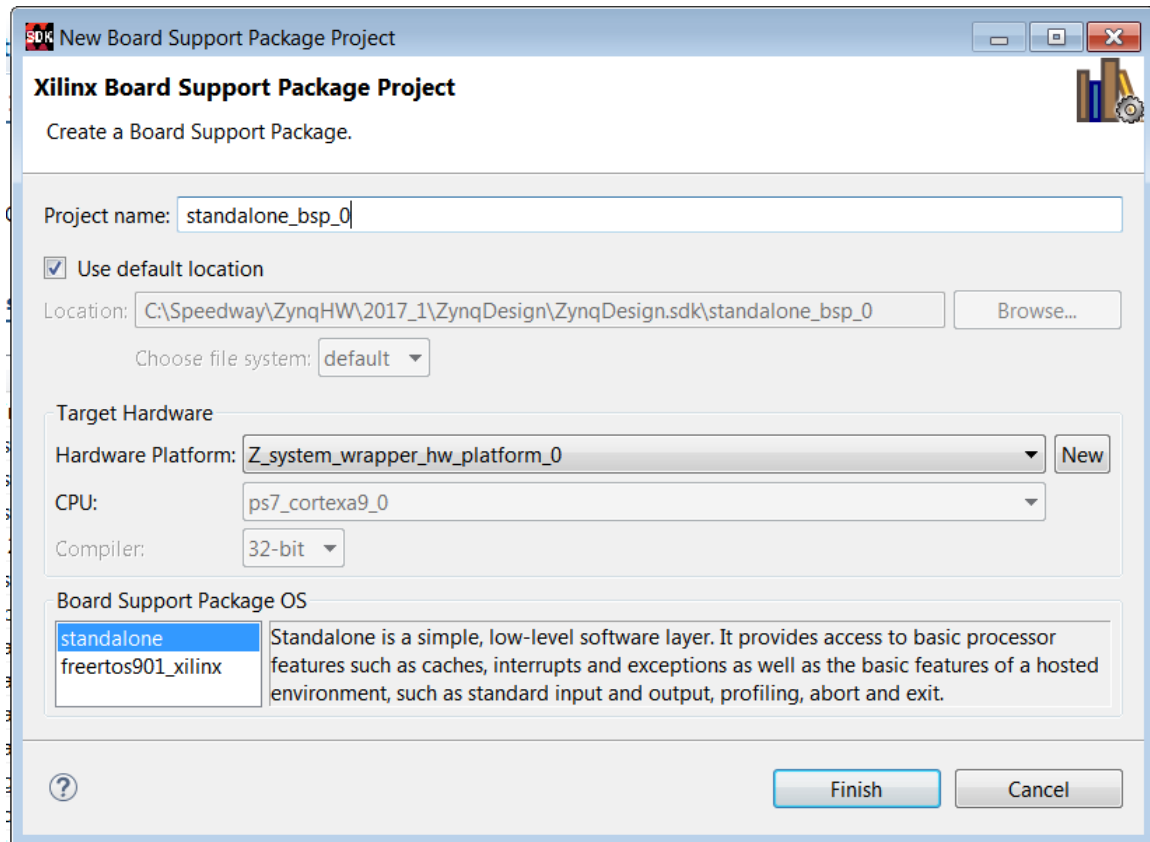 SDK New Board Support Package Project
Xilinx Board Support Package Project
Create a Board Support Package.
Project name: standalone_bsp_0
Use default location
Location: C:\Speedway\ZynqHW\2017_1\ZynqDesign\ZynqDesign.sdk\standalone_bsp_0 Browse...
Choose file system: default
Target Hardware
Hardware Platform: Z_system_wrapper_hw_platform_0 New
CPU: ps7_cortexa9_0
Compiler: 32-bit
Board Support Package OS
standalone
freertos901_xilinx
Standalone is a simple, low-level software layer. It provides access to basic processor
features such as caches, interrupts and exceptions as well as the basic features of a hosted
environment, such as standard input and output, profiling, abort and exit.
? Finish Cancel